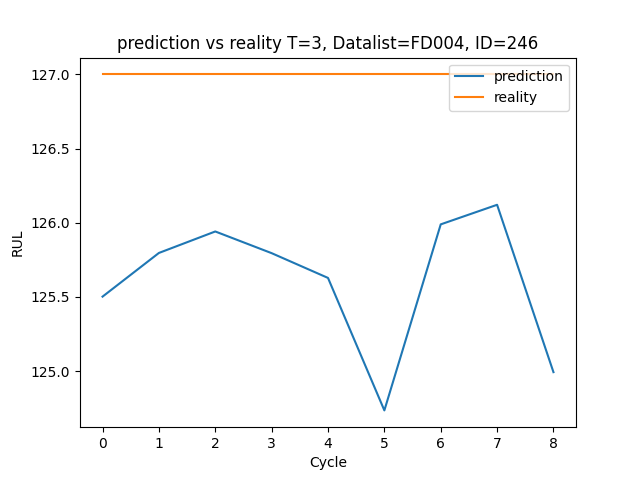 prediction vs reality T=3, Datalist=FD004, ID=246
127.0
126.5
126.0
125.5
125.0
RUL
prediction
reality
0 1 2 3 4 5 6 7 8
Cycle